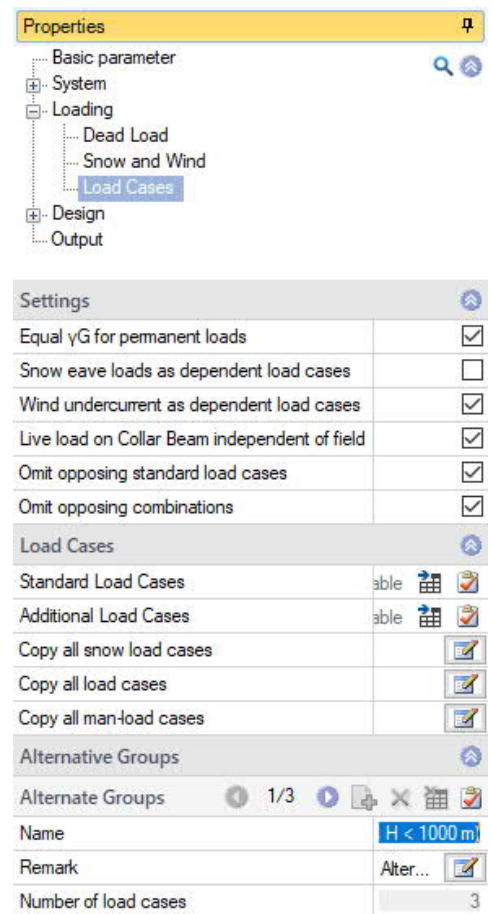 Properties
Basic parameter
System
Loading
Dead Load
Snow and Wind
Load Cases
Design
Output
Settings
Equal γG for permanent loads
Snow eave loads as dependent load cases
Wind undercurrent as dependent load cases
Live load on Collar Beam independent of field
Omit opposing standard load cases
Omit opposing combinations
Load Cases
Standard Load Cases able
Additional Load Cases able
Copy all snow load cases
Copy all load cases
Copy all man-load cases
Alternative Groups
Alternate Groups 1/3
Name H < 1000 m)
Remark Alter...
Number of load cases 3